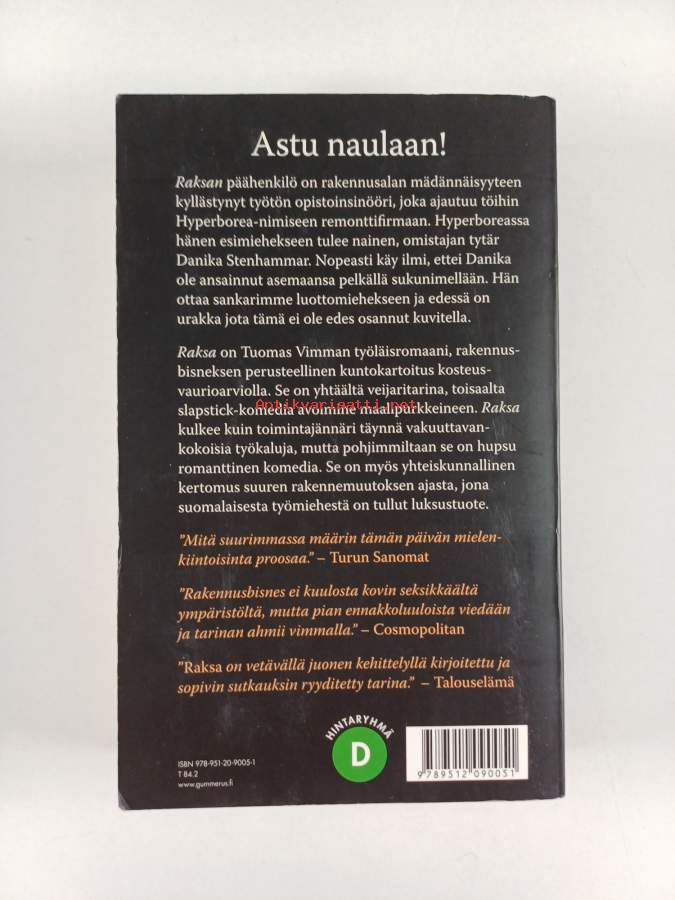 Astu naulaan!
Raksan päähenkilö on rakennusalan mädännäisyyteen
kyllästynyt työtön opistoinsinööri, joka ajautuu töihin
Hyperborea-nimiseen remonttifirmaan. Hyperboreassa
hänen esimiehekseen tulee nainen, omistajan tytär
Danika Stenhammar. Nopeasti käy ilmi, ettei Danika
ole ansainnut asemaansa pelkällä sukunimellään. Hän
ottaa sankarimme luottomiehekseen ja edessä on
urakka jota tämä ei ole edes osannut kuvitella.
Raksa on Tuomas Vimman työläisromaani, rakennus-
bisneksen perusteellinen kuntokartoitus kosteus-
vaurioarviolla. Se on yhtäältä veijaritarina, toisaalta
Antikvariaatti.net
slapstick-komedia avoimine maalipurkkeineen. Raksa
kulkee kuin toimintajännäri täynnä vakuuttavan-
kokoisia työkaluja, mutta pohjimmiltaan se on hupsu
romanttinen komedia. Se on myös yhteiskunnallinen
kertomus suuren rakennemuutoksen ajasta, jona
suomalaisesta työmiehestä on tullut luksustuote.
"Mitä suurimmassa määrin tämän päivän mielen-
kiintoisinta proosaa." – Turun Sanomat
"Rakennusbisnes ei kuulosta kovin seksikkäältä
ympäristöltä, mutta pian ennakkoluuloista viedään
ja tarinan ahmii vimmalla." – Cosmopolitan
"Raksa on vetävällä juonen kehittelyllä kirjoitettu ja
sopivin sutkauksin ryyditetty tarina." – Talouselämä
HINTARYHMÄ
D
ISBN 978-951-20-9005-1
T 84.2
www.gummerus.fi
9789512090051